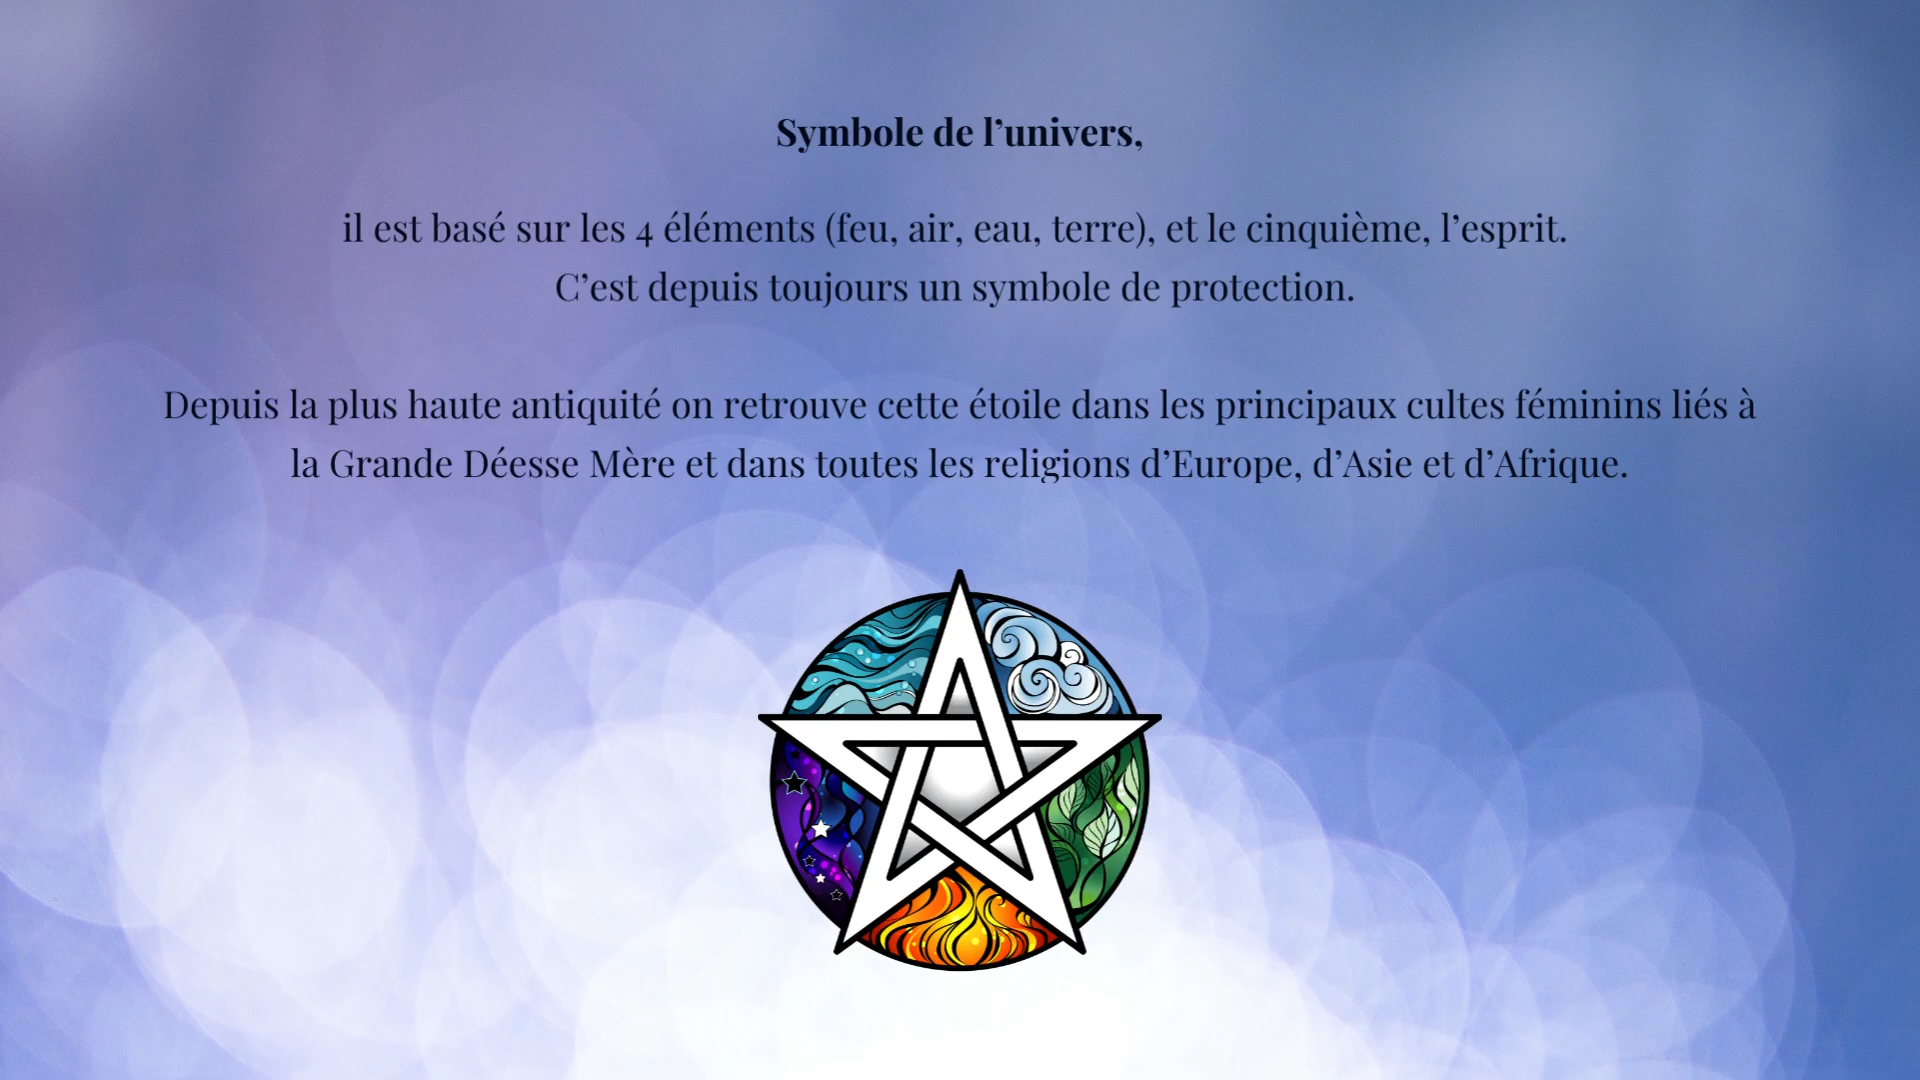 Symbole de l’univers,
il est basé sur les 4 éléments (feu, air, eau, terre), et le cinquième, l’esprit.
C’est depuis toujours un symbole de protection.
Depuis la plus haute antiquité on retrouve cette étoile dans les principaux cultes féminins liés à
la Grande Déesse Mère et dans toutes les religions d’Europe, d’Asie et d’Afrique.